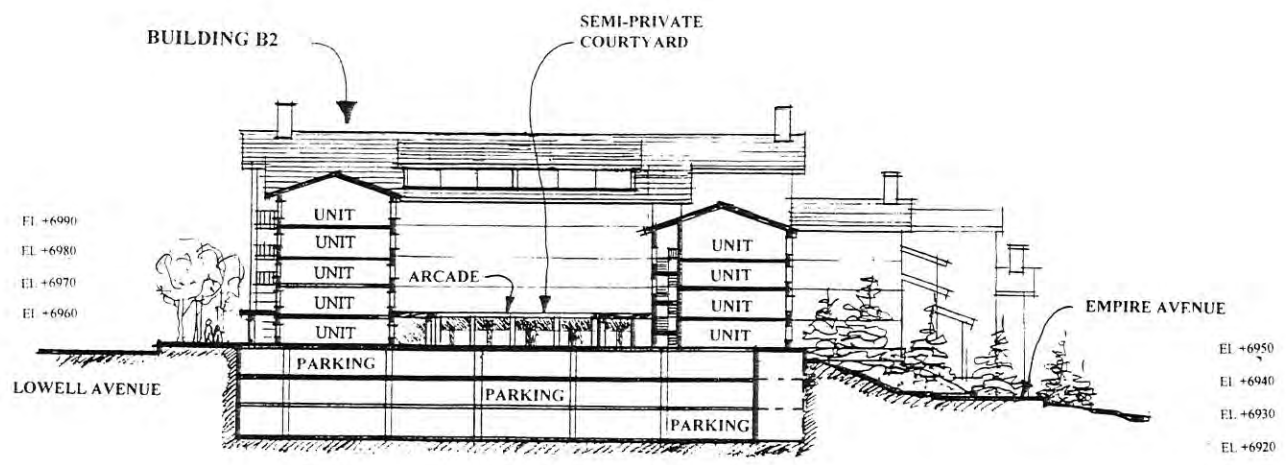 SEMI-PRIVATE
COURTYARD
BUILDING B2
EL +6990
EL +6980
EL +6970
EL +6960
UNIT
UNIT
UNIT
UNIT
UNIT
UNIT
UNIT
UNIT
UNIT
ARCADE
EMPIRE AVENUE
LOWELL AVENUE
PARKING
PARKING
PARKING
EL +6950
EL +6940
EL +6930
EL +6920